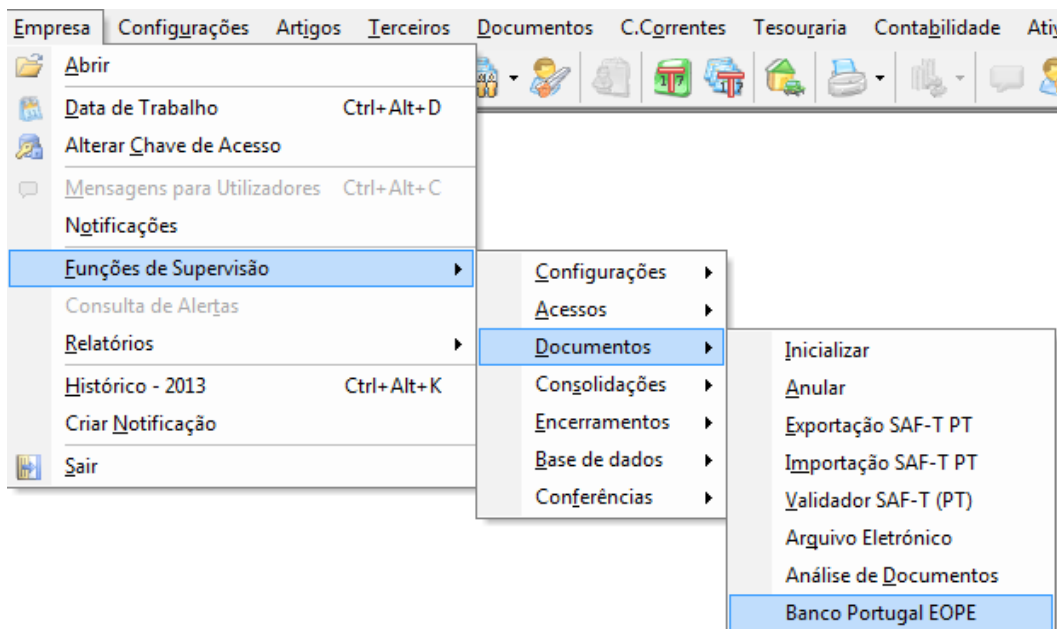 Empresa Configurações Artigos Terceiros Documentos C.Correntes Tesouraria Contabilidade
Abrir
Data de Trabalho Ctrl+Alt+D
Alterar Chave de Acesso
Mensagens para Utilizadores Ctrl+Alt+C
Notificações
Funções de Supervisão
Consulta de Alertas
Relatórios
Histórico - 2013 Ctrl+Alt+K
Criar Notificação
Sair
Configurações
Acessos
Documentos
Consolidações
Encerramentos
Base de dados
Conferências
Inicializar
Anular
Exportação SAF-T PT
Importação SAF-T PT
Validador SAF-T (PT)
Arquivo Eletrónico
Análise de Documentos
Banco Portugal EOPE